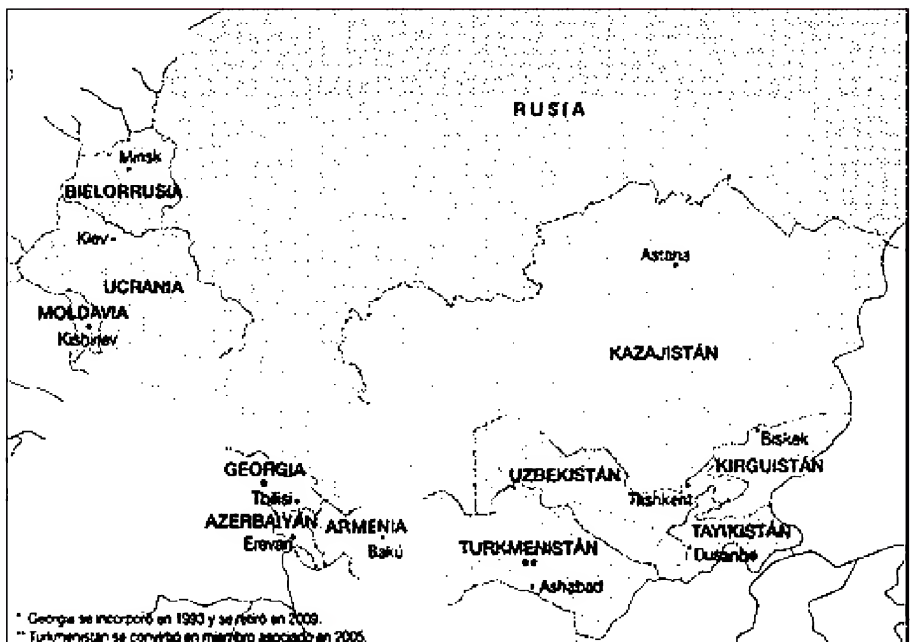 RUSIA
Minsk
BIELORRUSIA
Kiev
Astana
UCRANIA
MOLDAVIA
Kishinev
KAZAJISTÁN
Biskek
GEORGIA
*
UZBEKISTÁN
KIRGUISTÁN
Tbilisi
Tashkent
AZERBAIYÁN
ARMENIA
TAYIKISTÁN
Erevan
Bakú
TURKMENISTÁN
**
Dusanbe
Ashabad
* Georgia se incorporó en 1993 y se retiró en 2009.
** Turkmenistán se convirtió en miembro asociado en 2005.